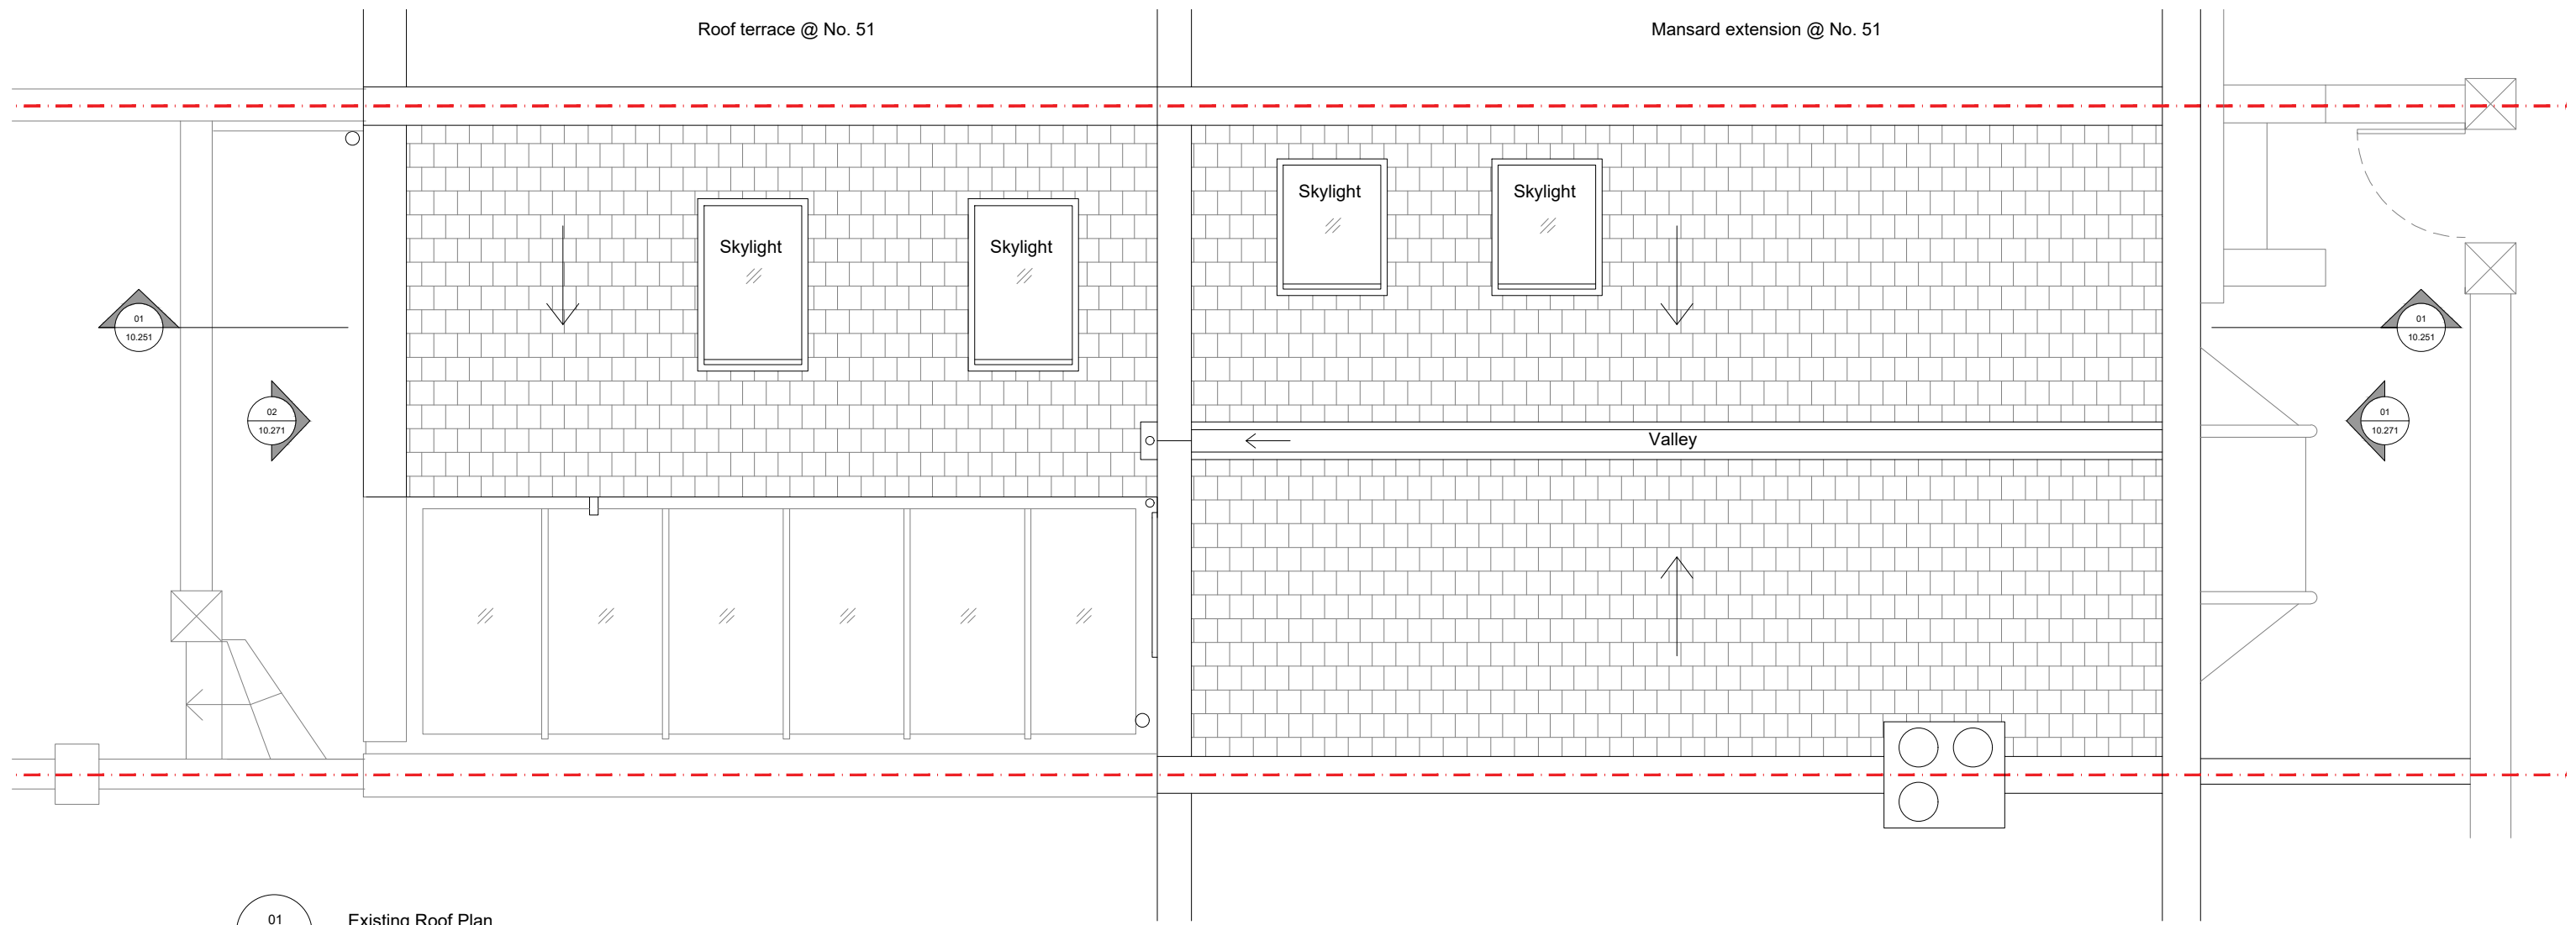 Roof terrace @ No. 51
Mansard extension @ No. 51
Skylight
Skylight
Skylight
Skylight
01
10.251
01
10.251
02
10.271
01
10.271
Valley
01
Existing Roof Plan